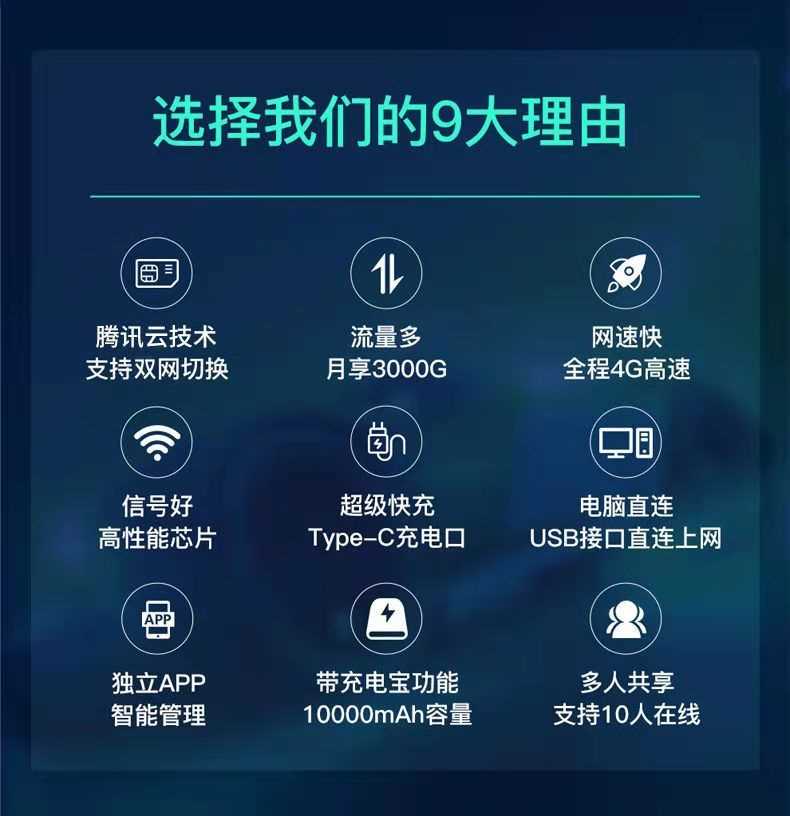 选择我们的9大理由
腾讯云技术
支持双网切换
流量多
月享3000G
网速快
全程4G高速
信号好
高性能芯片
超级快充
Type-C充电口
电脑直连
USB接口直连上网
APP
独立APP
智能管理
带充电宝功能
10000mAh容量
多人共享
支持10人在线